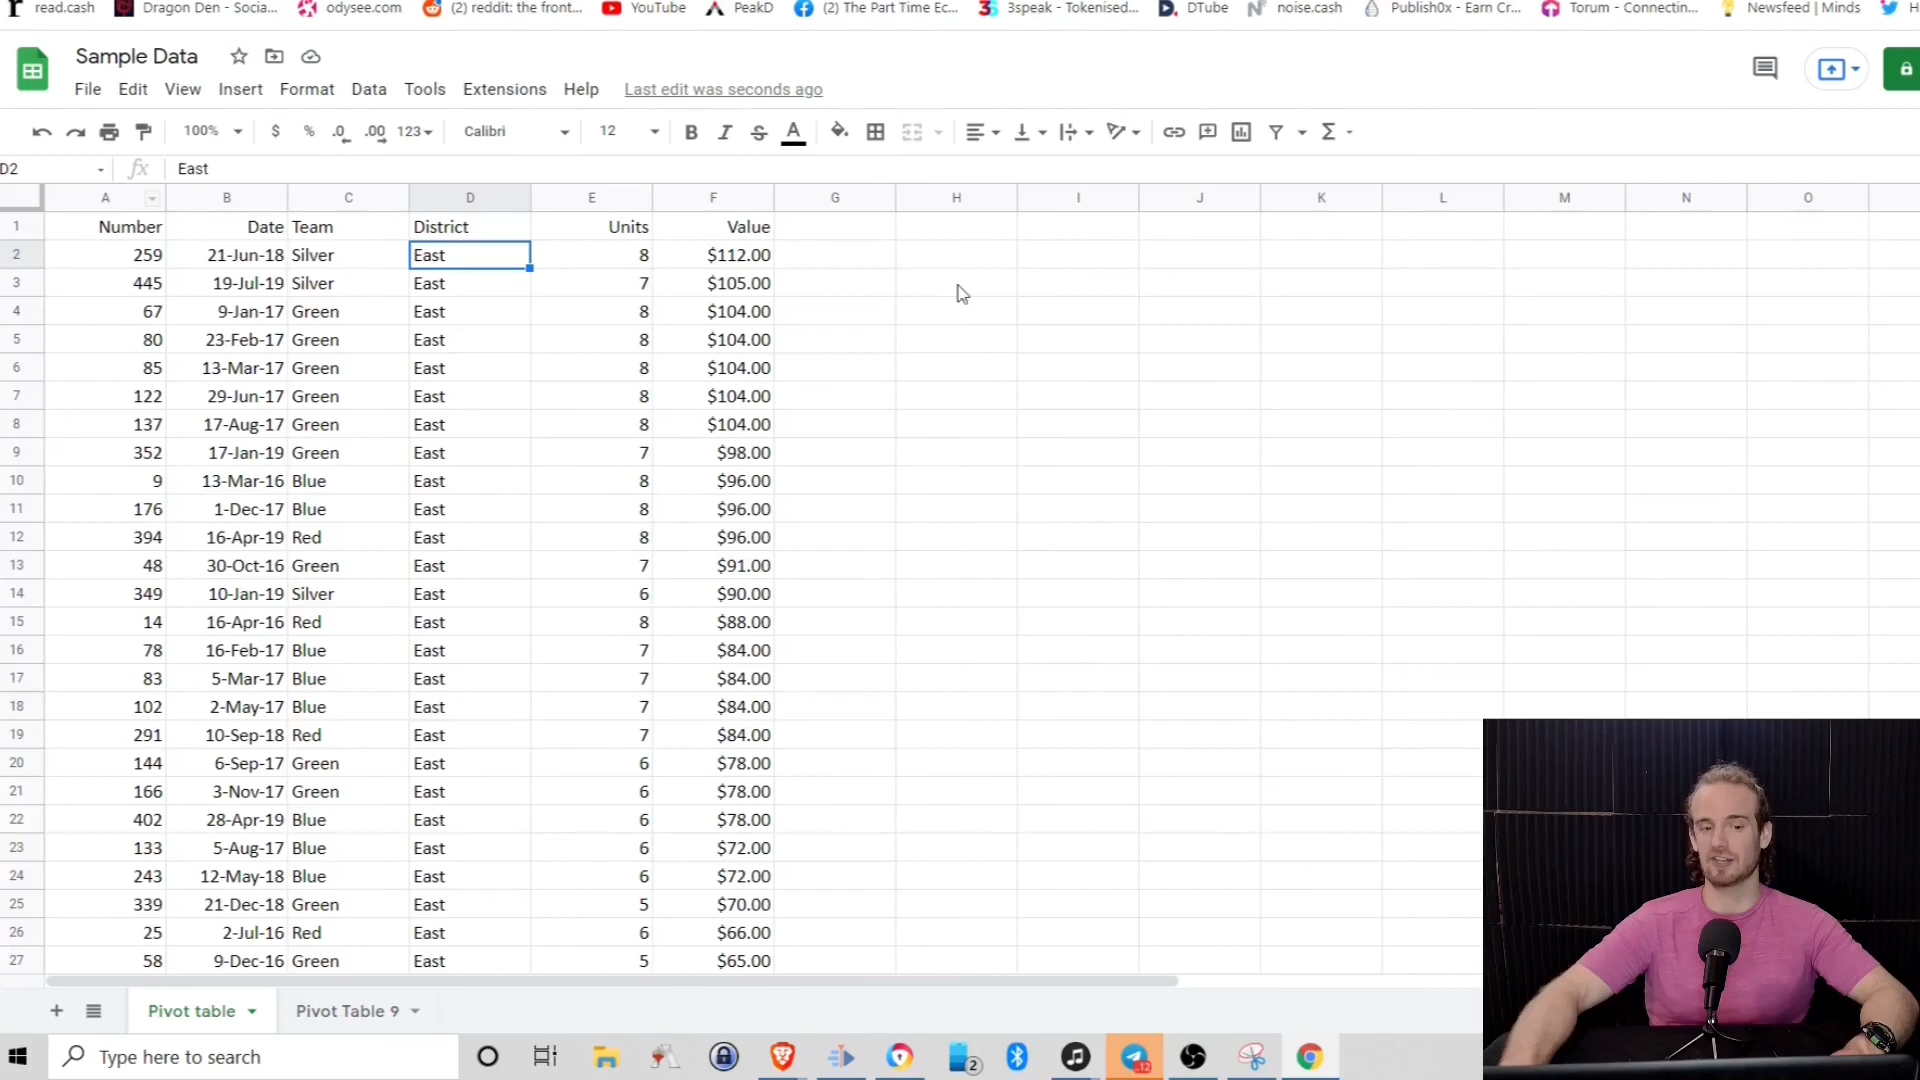 read.cash Dragon Den - Socia... odysee.com (2) reddit: the front... YouTube PeakD (2) The Part Time Ec... 3speak - Tokenised... DTube noise.cash Publish0x - Earn Cr... Torum - Connectin... Newsfeed | Minds
Sample Data
File Edit View Insert Format Data Tools Extensions Help Last edit was seconds ago
100% $ % .0 .00 123 Calibri 12 B I S A
D2 fx East
A B C D E F G H I J K L M N O
1 Number Date Team District Units Value
2 259 21-Jun-18 Silver East 8 $112.00
3 445 19-Jul-19 Silver East 7 $105.00
4 67 9-Jan-17 Green East 8 $104.00
5 80 23-Feb-17 Green East 8 $104.00
6 85 13-Mar-17 Green East 8 $104.00
7 122 29-Jun-17 Green East 8 $104.00
8 137 17-Aug-17 Green East 8 $104.00
9 352 17-Jan-19 Green East 7 $98.00
10 9 13-Mar-16 Blue East 8 $96.00
11 176 1-Dec-17 Blue East 8 $96.00
12 394 16-Apr-19 Red East 8 $96.00
13 48 30-Oct-16 Green East 7 $91.00
14 349 10-Jan-19 Silver East 6 $90.00
15 14 16-Apr-16 Red East 8 $88.00
16 78 16-Feb-17 Blue East 7 $84.00
17 83 5-Mar-17 Blue East 7 $84.00
18 102 2-May-17 Blue East 7 $84.00
19 291 10-Sep-18 Red East 7 $84.00
20 144 6-Sep-17 Green East 6 $78.00
21 166 3-Nov-17 Green East 6 $78.00
22 402 28-Apr-19 Blue East 6 $78.00
23 133 5-Aug-17 Blue East 6 $72.00
24 243 12-May-18 Blue East 6 $72.00
25 339 21-Dec-18 Green East 5 $70.00
26 25 2-Jul-16 Red East 6 $66.00
27 58 9-Dec-16 Green East 5 $65.00
Pivot table Pivot Table 9
Type here to search 2 12